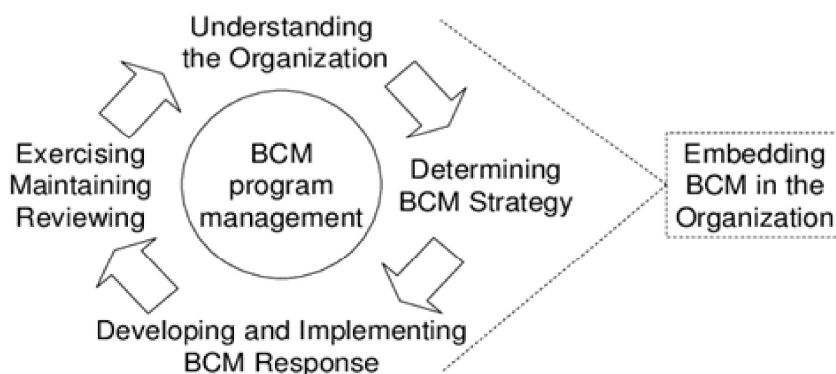 Understanding
the Organization
Exercising
Maintaining
Reviewing
BCM
program
management
Determining
BCM Strategy
Embedding
BCM in the
Organization
Developing and Implementing
BCM Response